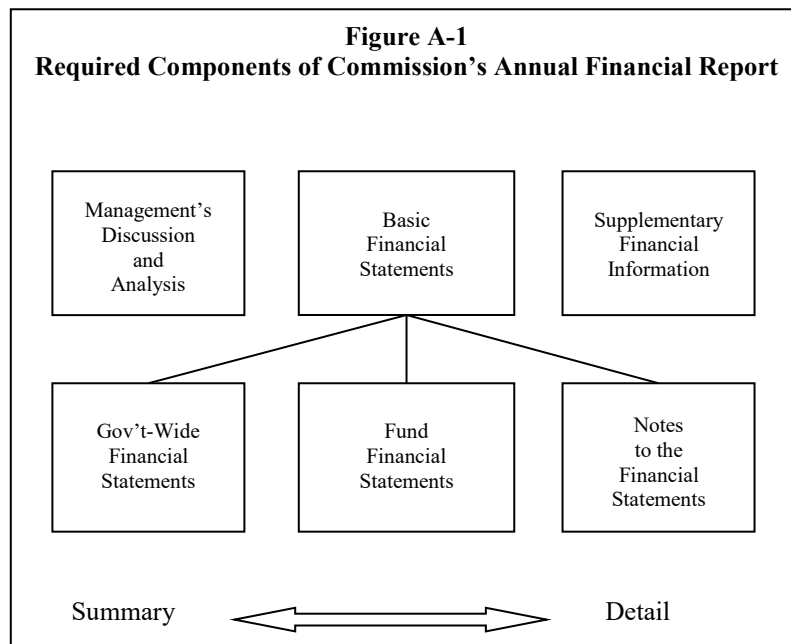 Figure A-1
Required Components of Commission’s Annual Financial Report
Management’s
Discussion
and
Analysis
Basic
Financial
Statements
Supplementary
Financial
Information
Gov’t-Wide
Financial
Statements
Fund
Financial
Statements
Notes
to the
Financial
Statements
Summary
Detail